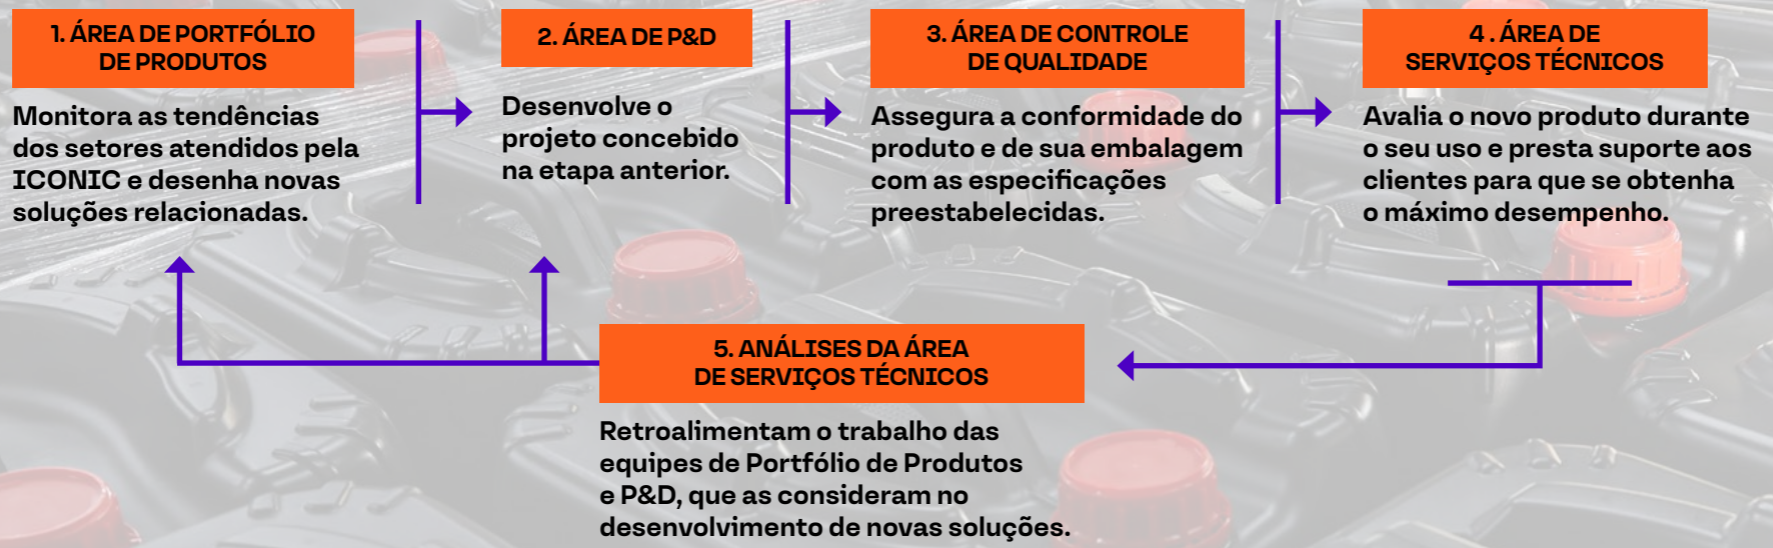 1. ÁREA DE PORTFÓLIO
DE PRODUTOS
Monitora as tendências
dos setores atendidos pela
ICONIC e desenha novas
soluções relacionadas.
2. ÁREA DE P&D
Desenvolve o
projeto concebido
na etapa anterior.
3. ÁREA DE CONTROLE
DE QUALIDADE
Assegura a conformidade do
produto e de sua embalagem
com as especificações
preestabelecidas.
4 . ÁREA DE
SERVIÇOS TÉCNICOS
Avalia o novo produto durante
o seu uso e presta suporte aos
clientes para que se obtenha
o máximo desempenho.
5. ANÁLISES DA ÁREA
DE SERVIÇOS TÉCNICOS
Retroalimentam o trabalho das
equipes de Portfólio de Produtos
e P&D, que as consideram no
desenvolvimento de novas soluções.